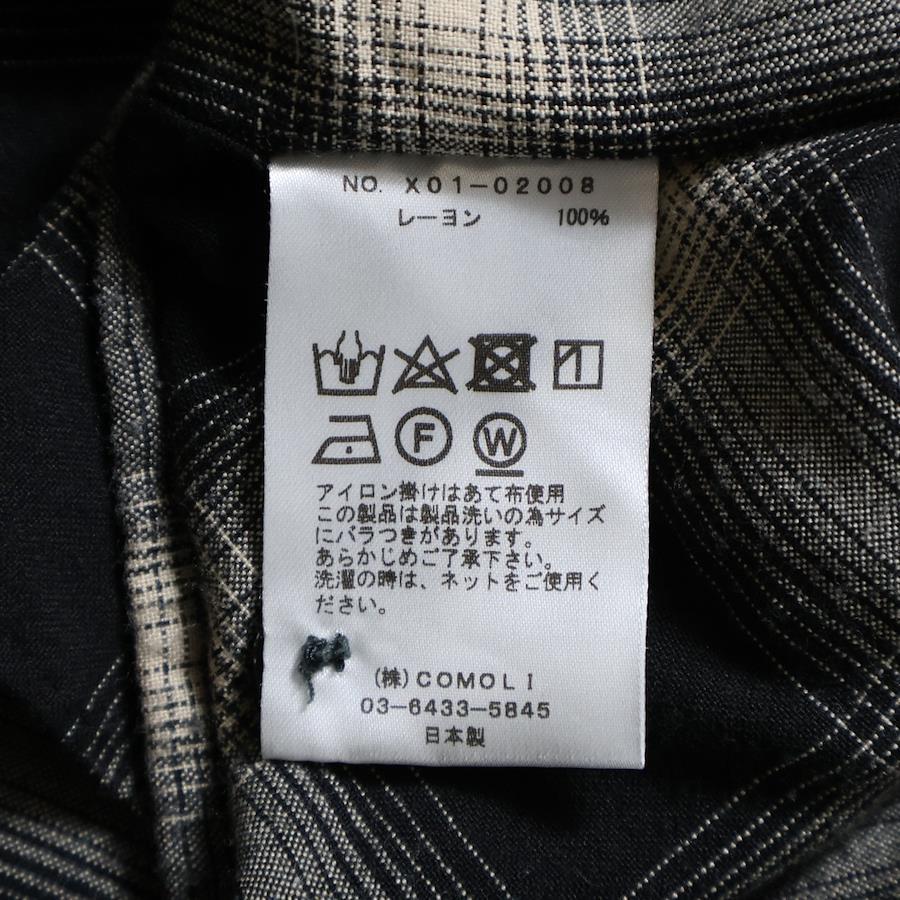 NO. X01-02008
レーヨン 100%
F W
アイロン掛けはあて布使用
この製品は製品洗いの為サイズ
にバラつきがあります。
あらかじめご了承下さい。
洗濯の時は、ネットをご使用く
ださい。
(株)COMOLI
03-6433-5845
日本製